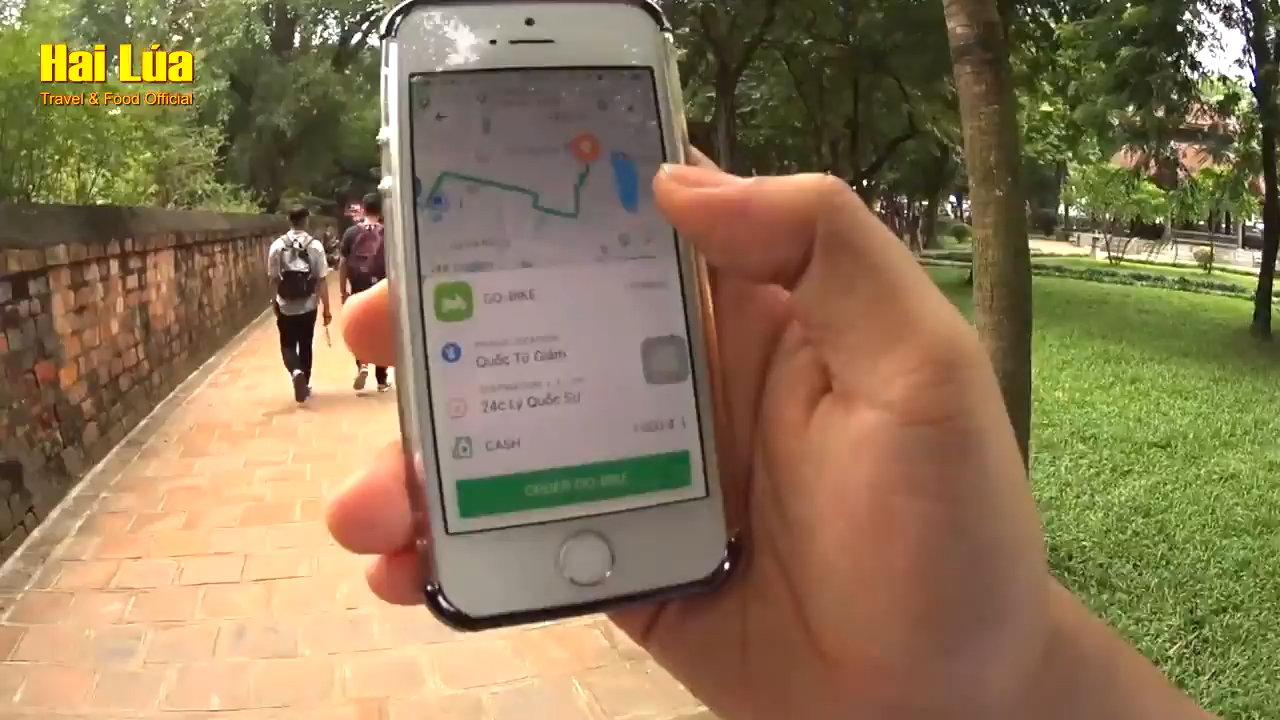 Hai Lúa
Travel & Food Official
GO-BIKE
Quốc Tử Giám
24c Lý Quốc Sư
CASH
ORDER GO-BIKE